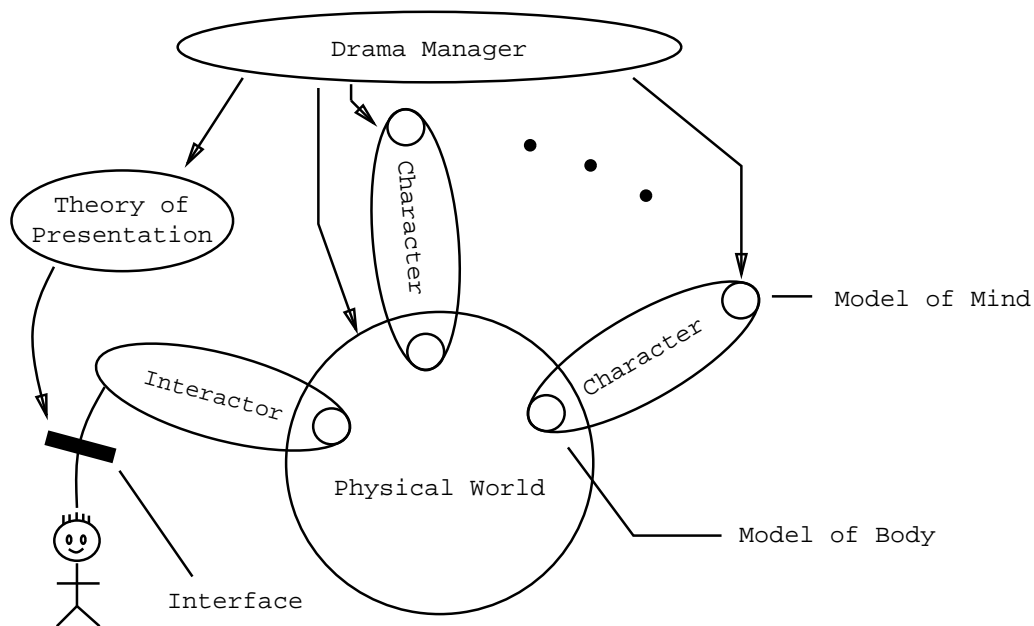 Drama Manager
Theory of
Presentation
Character
Interactor
Character
Model of Mind
Physical World
Model of Body
Interface